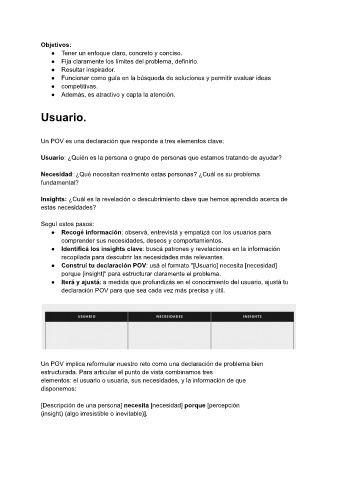 Objetivos:
● Tener un enfoque claro, concreto y conciso.
● Fija claramente los límites del problema, definirlo.
● Resultar inspirador.
● Funcionar como guía en la búsqueda de soluciones y permitir evaluar ideas
● competitivas.
● Además, es atractivo y capta la atención.
Usuario.
Un POV es una declaración que responde a tres elementos clave:
Usuario: ¿Quién es la persona o grupo de personas que estamos tratando de ayudar?
Necesidad: ¿Qué necesitan realmente estas personas? ¿Cuál es su problema
fundamental?
Insights: ¿Cuál es la revelación o descubrimiento clave que hemos aprendido acerca de
estas necesidades?
Seguí estos pasos:
● Recogé información: observá, entrevistá y empatizá con los usuarios para
comprender sus necesidades, deseos y comportamientos.
● Identificá los insights clave: buscá patrones y revelaciones en la información
recopilada para descubrir las necesidades más relevantes.
● Construí tu declaración POV: usá el formato "[Usuario] necesita [necesidad]
porque [insight]" para estructurar claramente el problema.
● Iterá y ajustá: a medida que profundizás en el conocimiento del usuario, ajustá tu
declaración POV para que sea cada vez más precisa y útil.
USUARIO NECESIDADES INSIGHTS
Un POV implica reformular nuestro reto como una declaración de problema bien
estructurada. Para articular el punto de vista combinamos tres
elementos: el usuario o usuaria, sus necesidades, y la información de que
disponemos:
[Descripción de una persona] necesita [necesidad] porque [percepción
(insight) (algo irresistible o inevitable)].